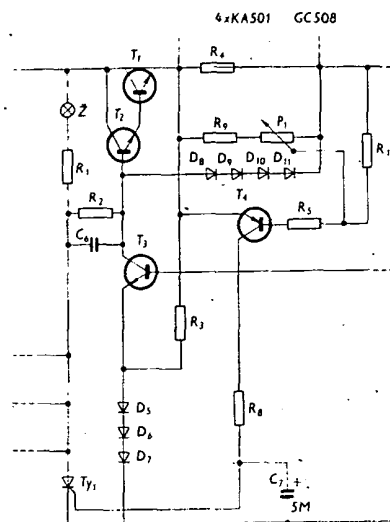 4xKA501 GC508
T1
R4
T2
Ž
R9
P1
D8 D9 D10 D11
R1
T4
R2
R5
C6
T3
R3
D5
D6
R8
D7
Ty1
C7 +
5M